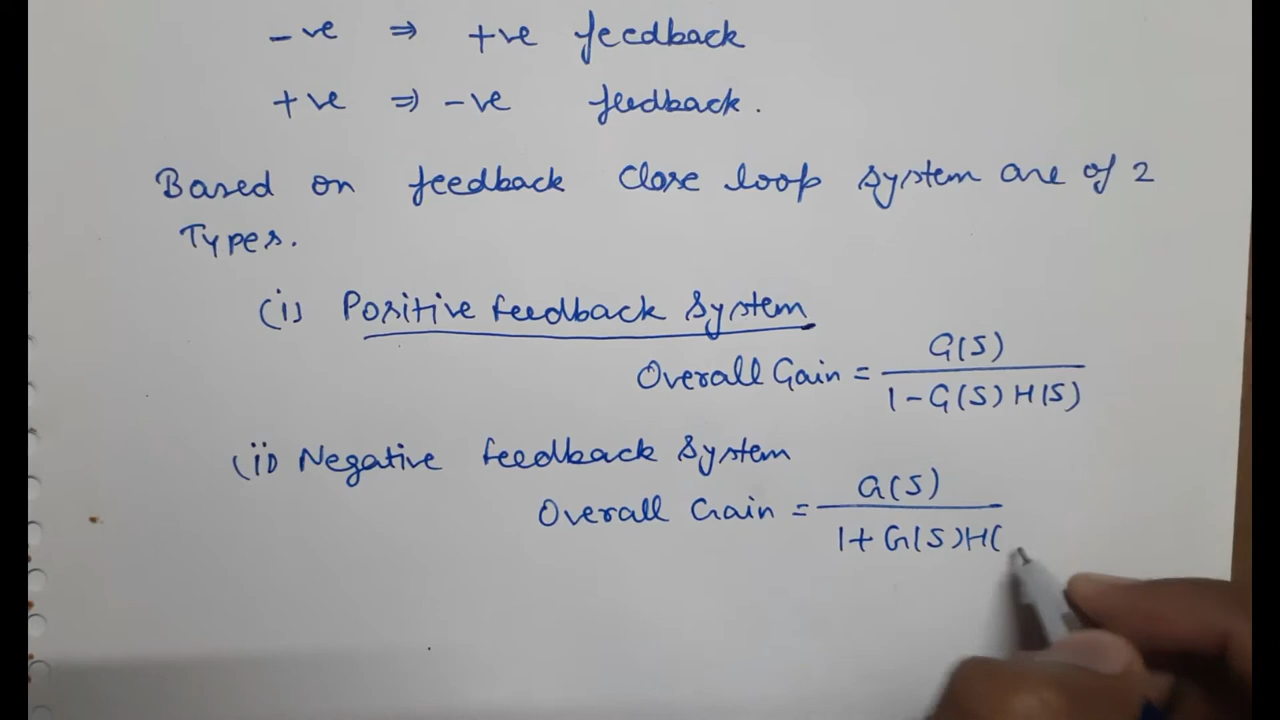 -ve ⇒ +ve feedback
+ve ⇒ -ve feedback.
Based on feedback Close loop system are of 2
Types.
(i) Positive feedback System
Overall Gain = G(S) / 1-G(S)H(S)
(ii) Negative feedback System
Overall Gain = G(S) / 1+G(S)H(